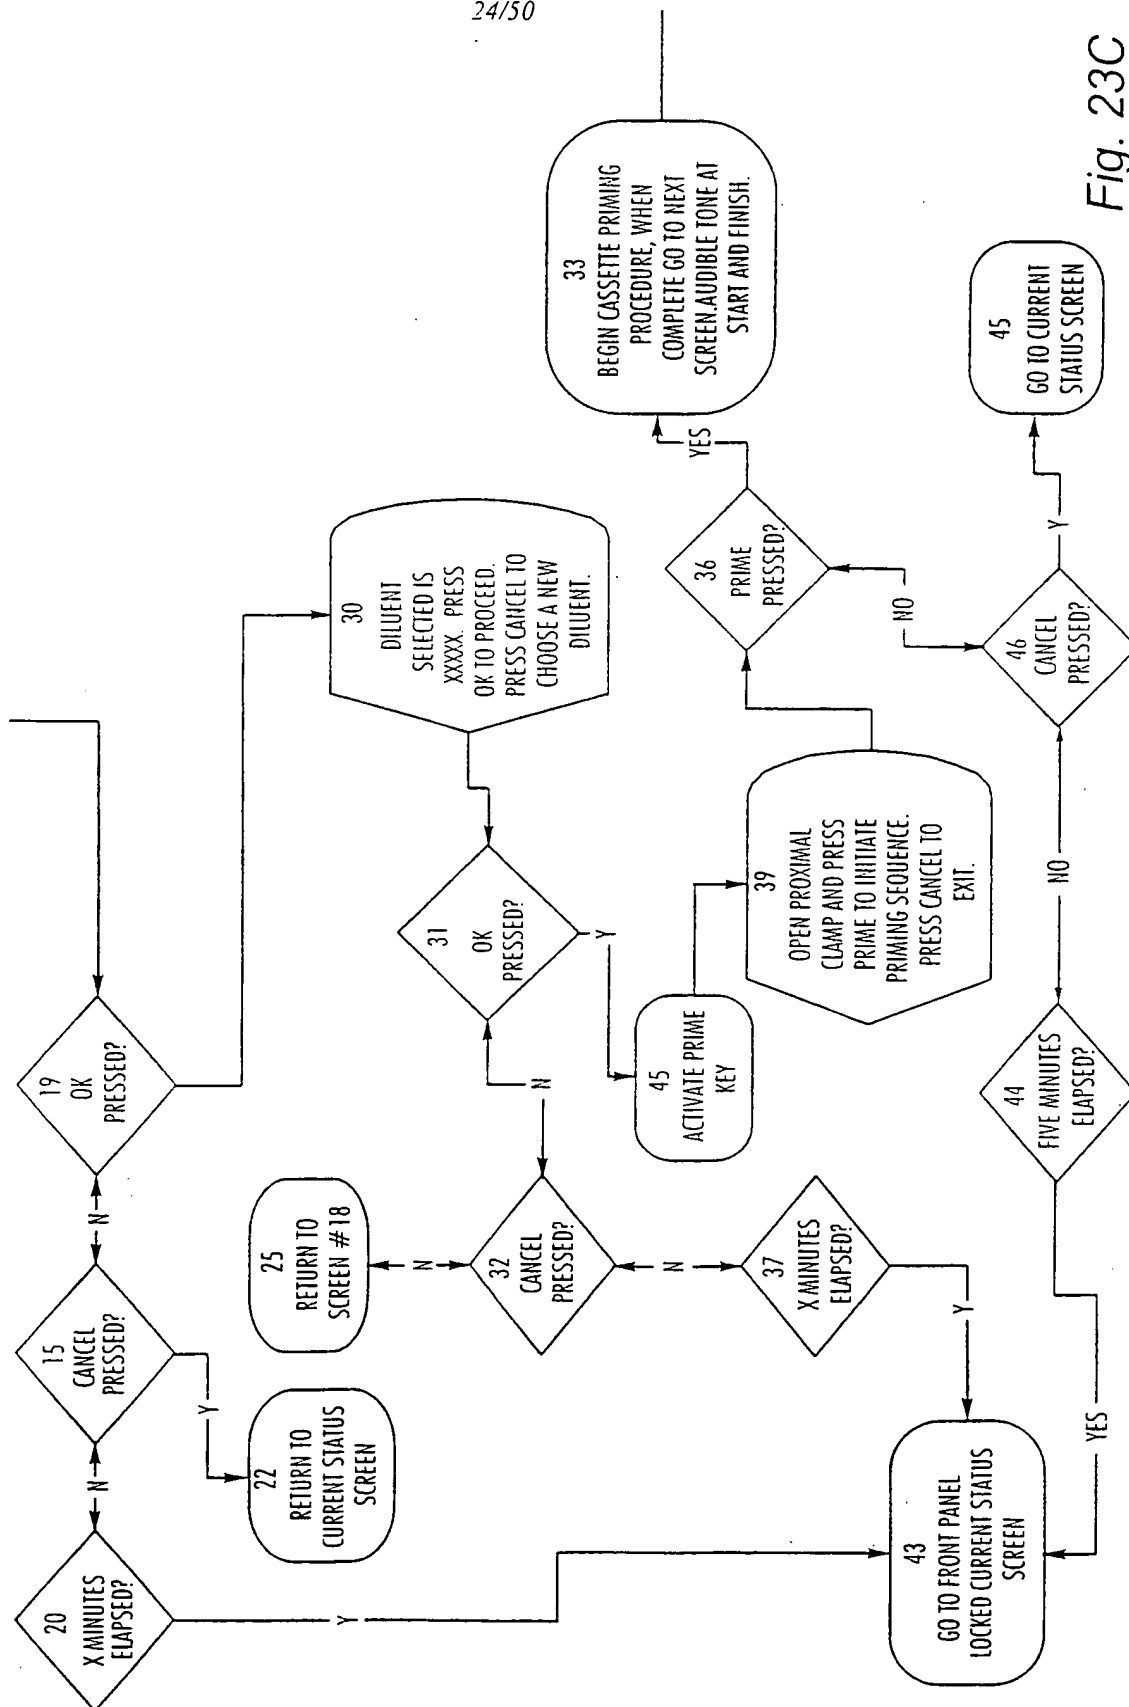 24/50
20
X MINUTES
ELAPSED?
N
15
CANCEL
PRESSED?
N
19
OK
PRESSED?
Y
Y
22
RETURN TO
CURRENT STATUS
SCREEN
25
RETURN TO
SCREEN #18
N
30
DILUENT
SELECTED IS
XXXXX. PRESS
OK TO PROCEED.
PRESS CANCEL TO
CHOOSE A NEW
DILUENT.
31
OK
PRESSED?
N
Y
32
CANCEL
PRESSED?
N
37
X MINUTES
ELAPSED?
Y
45
ACTIVATE PRIME
KEY
39
OPEN PROXIMAL
CLAMP AND PRESS
PRIME TO INITIATE
PRIMING SEQUENCE.
PRESS CANCEL TO
EXIT.
36
PRIME
PRESSED?
YES
NO
33
BEGIN CASSETTE PRIMING
PROCEDURE, WHEN
COMPLETE GO TO NEXT
SCREEN.AUDIBLE TONE AT
START AND FINISH.
43
GO TO FRONT PANEL
LOCKED CURRENT STATUS
SCREEN
YES
44
FIVE MINUTES
ELAPSED?
NO
46
CANCEL
PRESSED?
Y
45
GO TO CURRENT
STATUS SCREEN
Fig. 23C